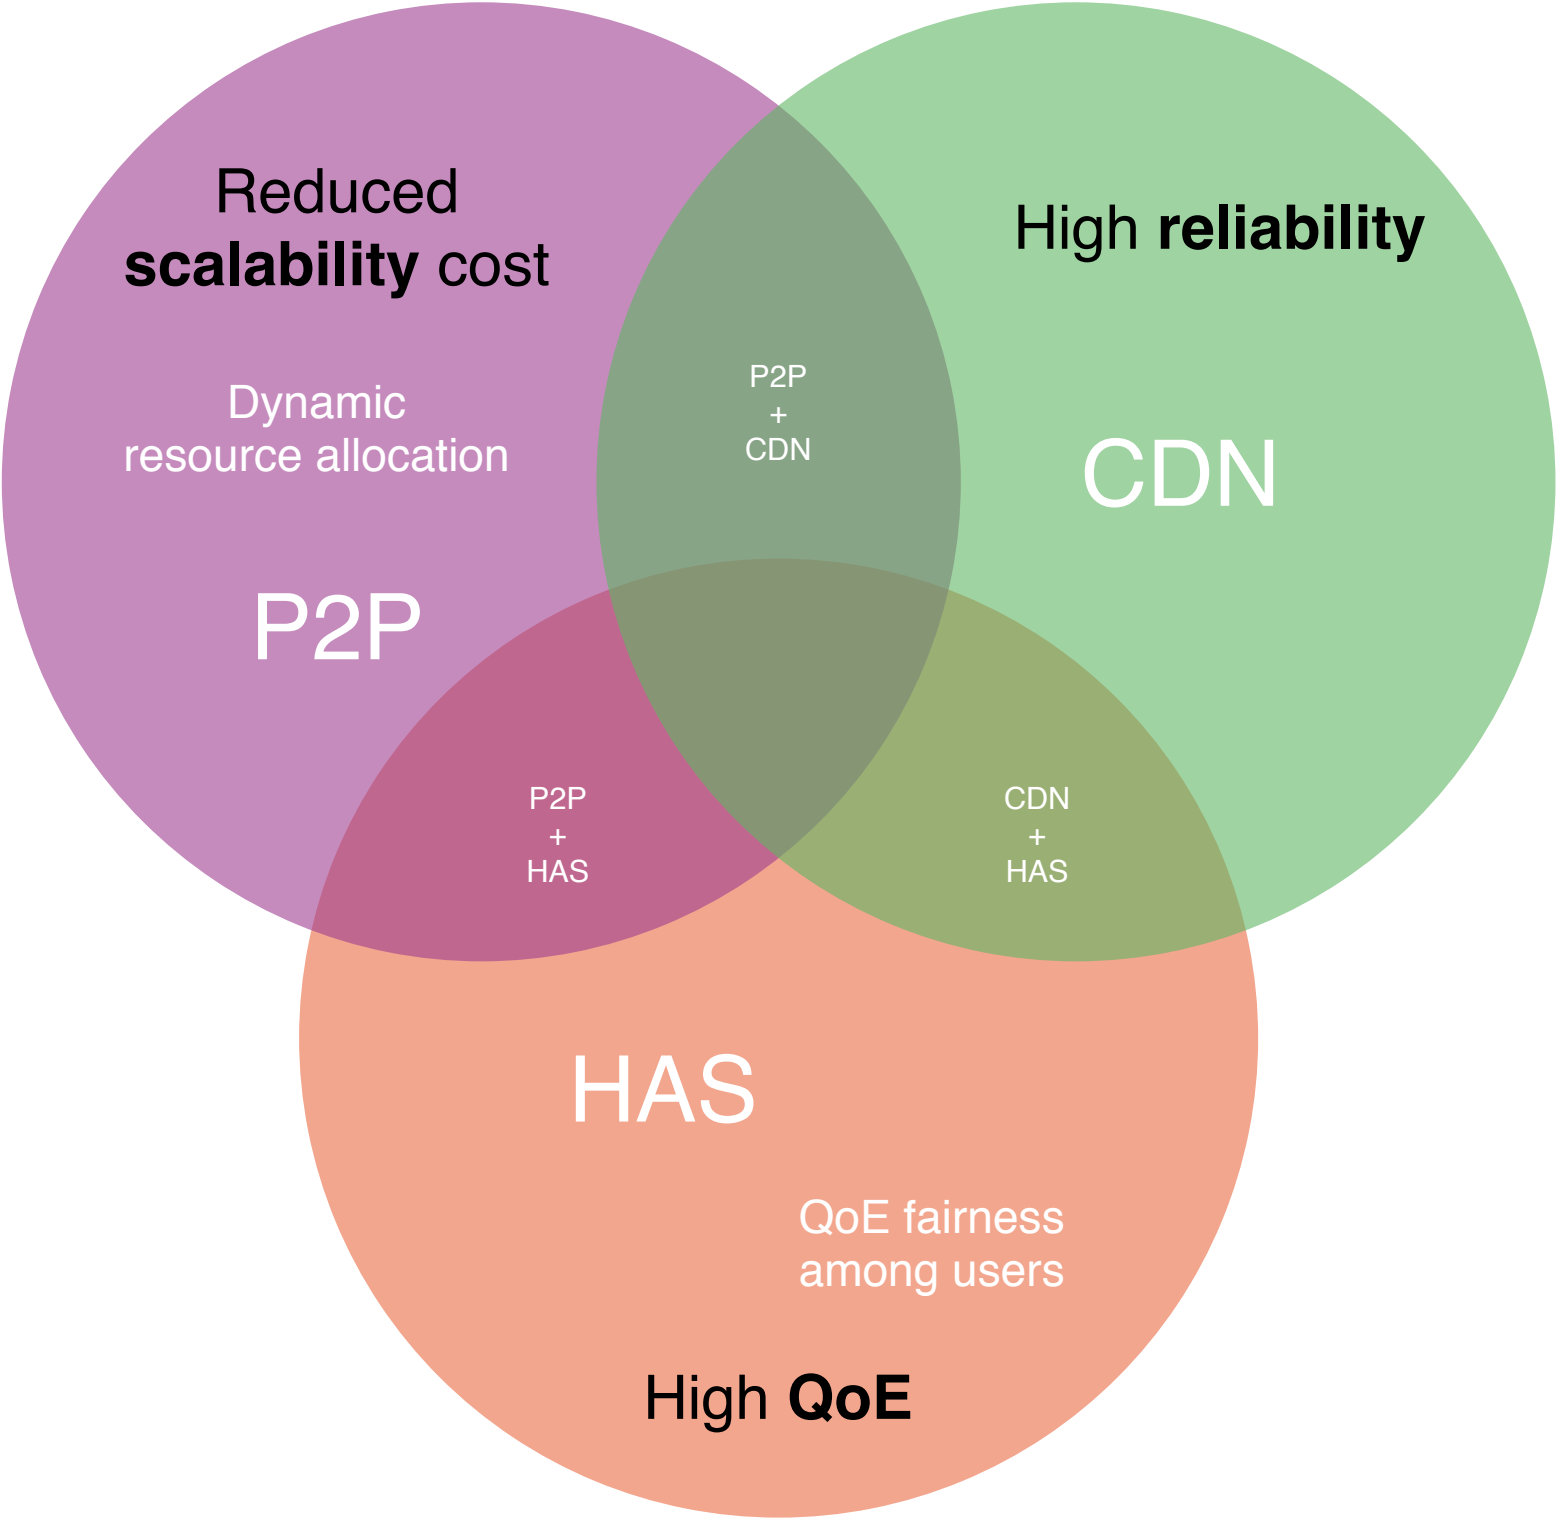 Reduced
scalability cost
Dynamic
resource allocation
P2P
P2P
+
CDN
High reliability
CDN
P2P
+
HAS
CDN
+
HAS
HAS
QoE fairness
among users
High QoE